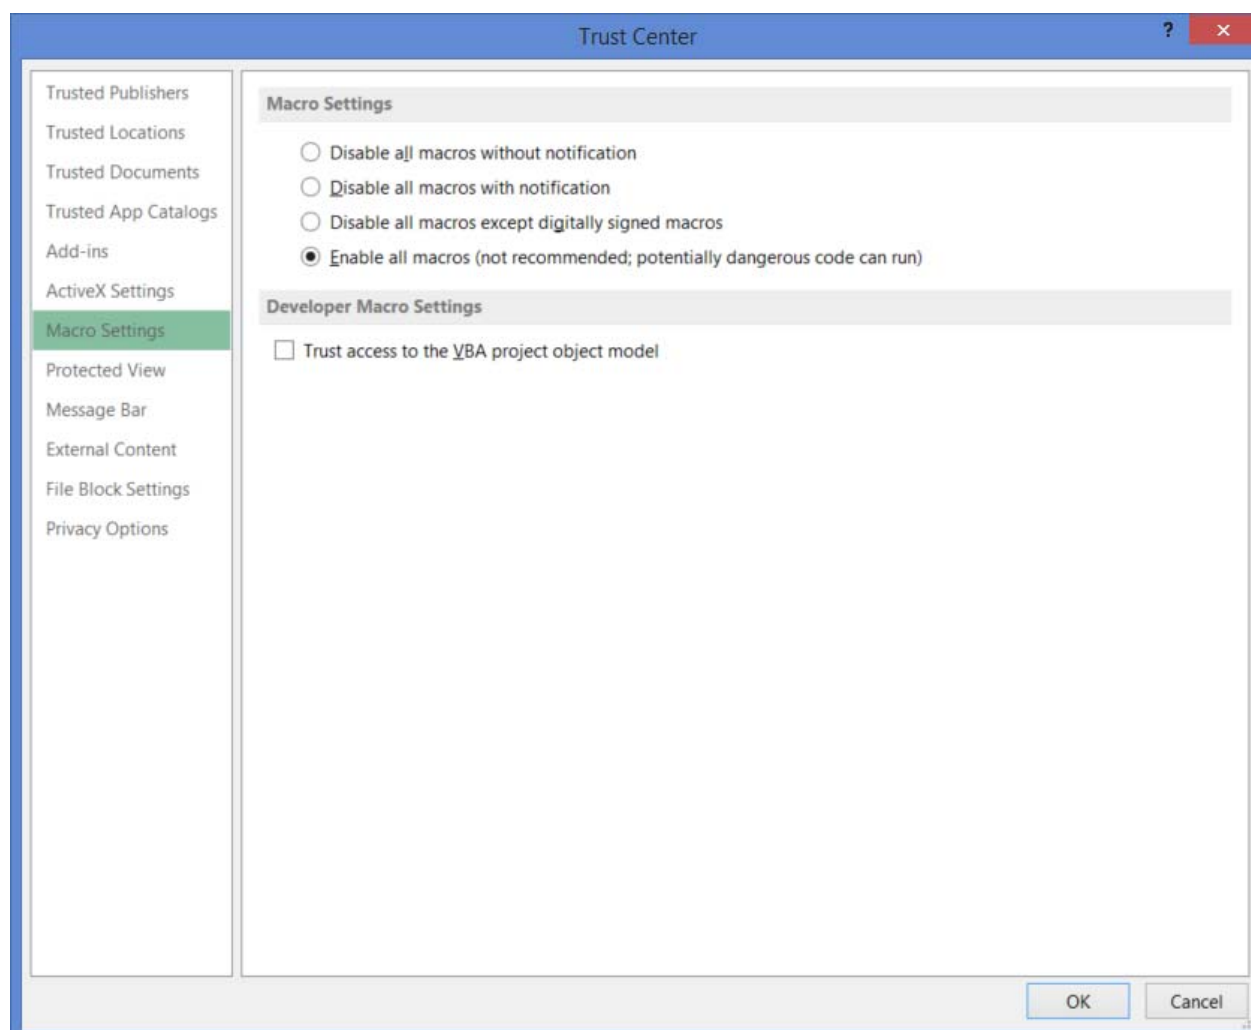 Trust Center
?
Trusted Publishers
Trusted Locations
Trusted Documents
Trusted App Catalogs
Add-ins
ActiveX Settings
Macro Settings
Protected View
Message Bar
External Content
File Block Settings
Privacy Options
Macro Settings
Disable all macros without notification
Disable all macros with notification
Disable all macros except digitally signed macros
Enable all macros (not recommended; potentially dangerous code can run)
Developer Macro Settings
Trust access to the VBA project object model
OK
Cancel